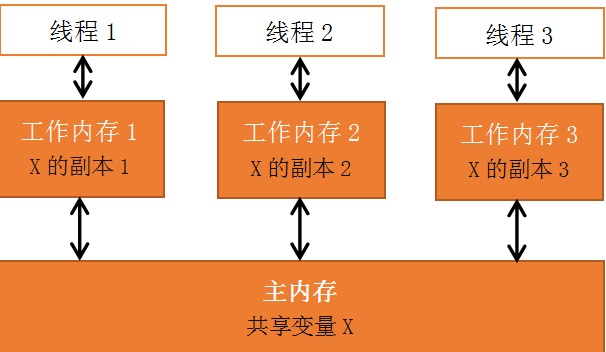 线程 1
线程 2
线程 3
工作内存 1
X 的副本 1
工作内存 2
X 的副本 2
工作内存 3
X 的副本 3
主内存
共享变量 X